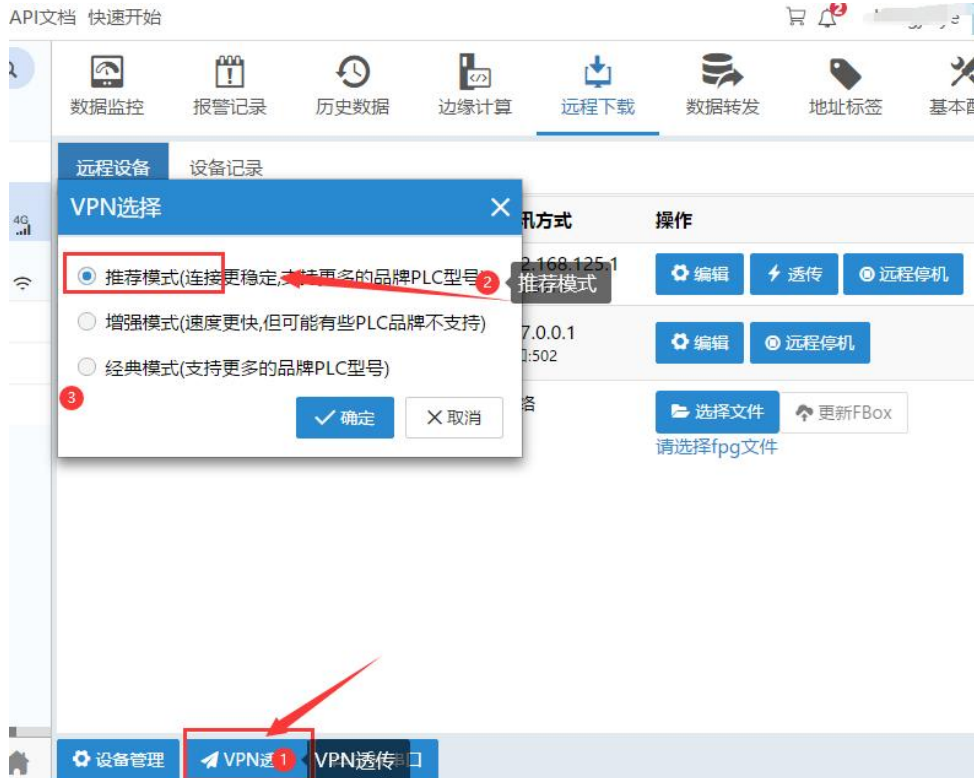 API文档 快速开始
2
数据监控 报警记录 历史数据 边缘计算 远程下载 数据转发 地址标签 基本
远程设备 设备记录
VPN选择
讯方式 操作
4G
推荐模式(连接更稳定,支持更多的品牌PLC型号)
2 推荐模式
2.168.125.1
编辑 透传 远程停机
增强模式(速度更快,但可能有些PLC品牌不支持)
7.0.0.1
:502
编辑 远程停机
经典模式(支持更多的品牌PLC型号)
3
确定 取消
络
选择文件 更新FBox
请选择fpg文件
设备管理 VPN透 1 VPN透传 口